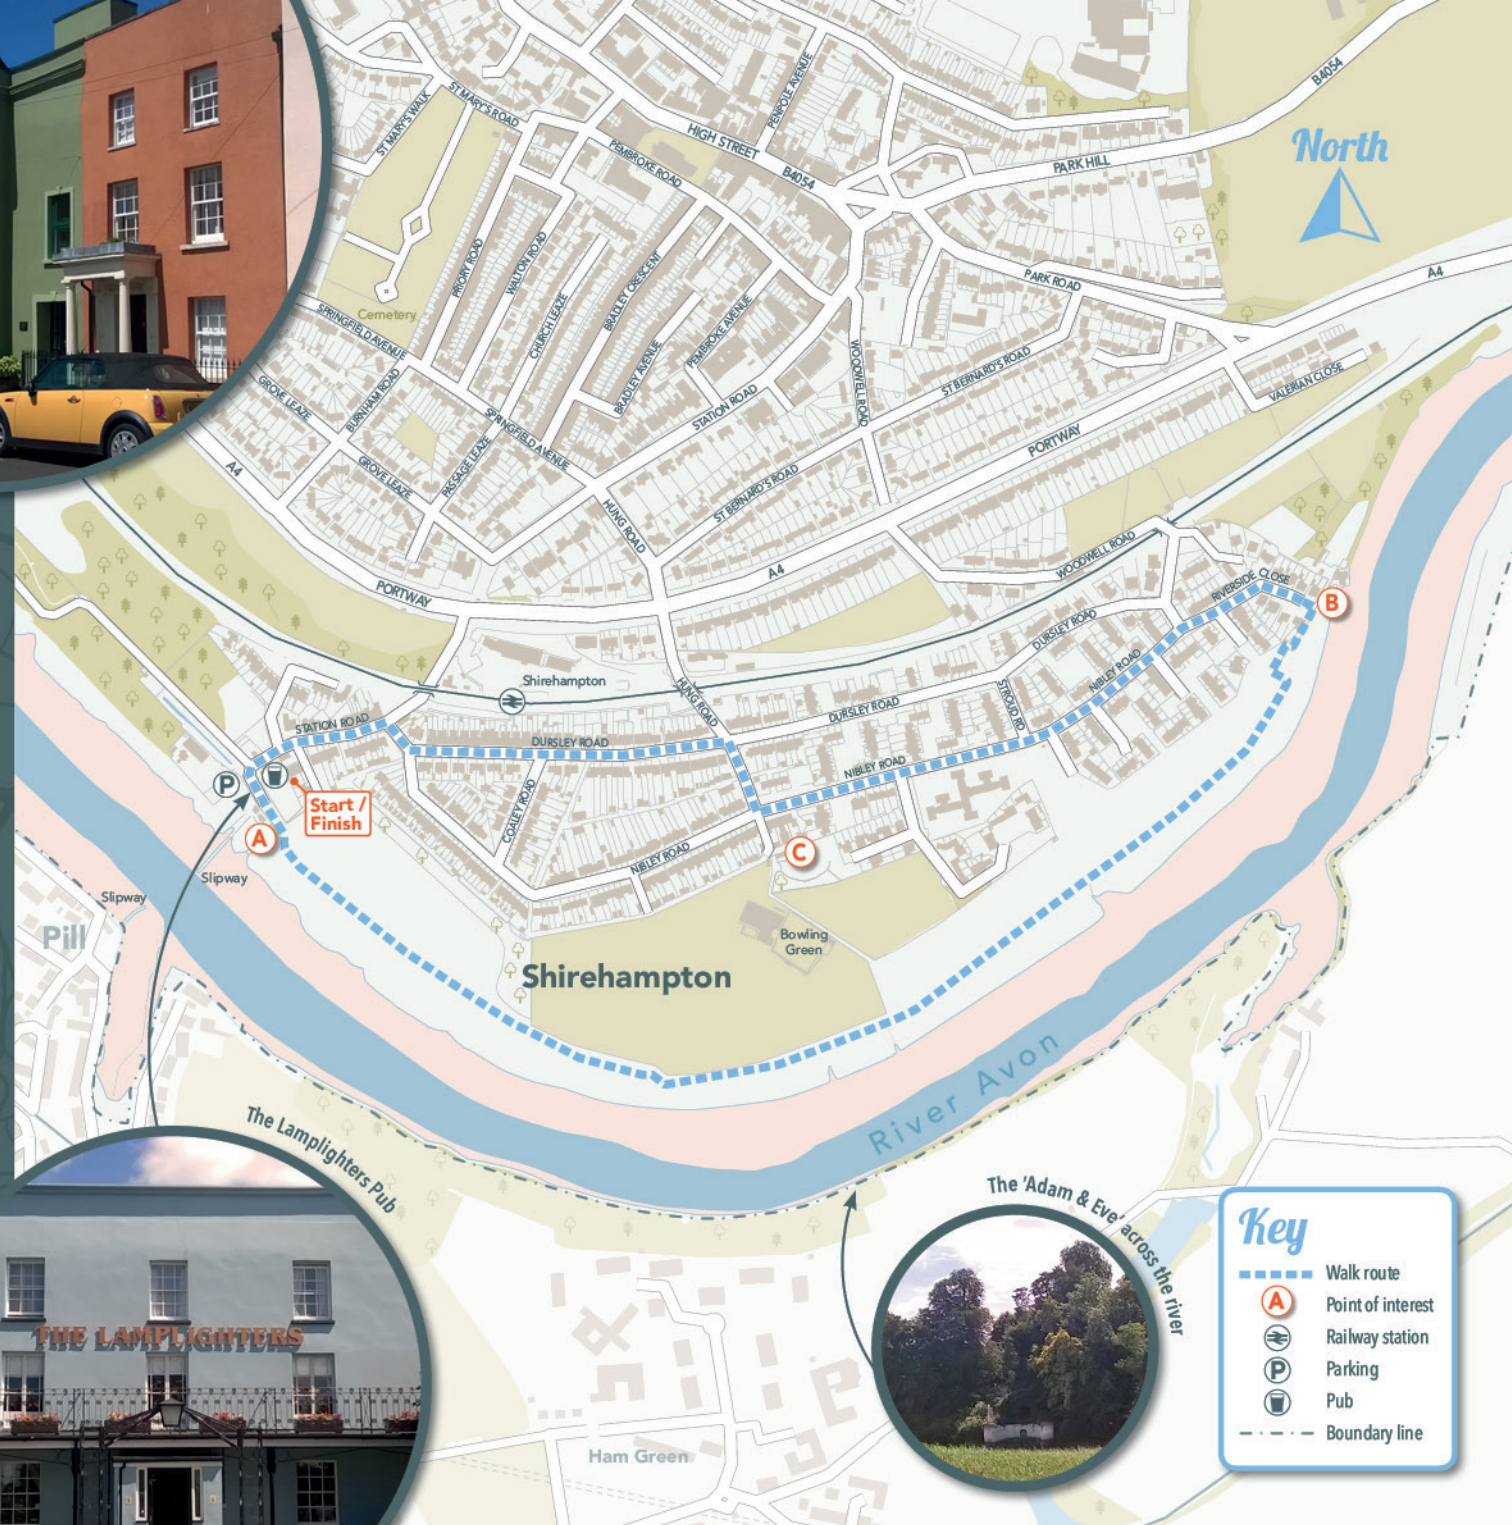 B4054
ST MARY'S WALK
ST MARY'S ROAD
PENPOLE AVENUE
HIGH STREET
B4054
PEMBROKE ROAD
PARK HILL
North
PRIORY ROAD
WALTON ROAD
CHURCH LEAZE
BRADLEY CRESCENT
BRADLEY AVENUE
PEMBROKE AVENUE
PARK ROAD
A4
Cemetery
SPRINGFIELD AVENUE
GROVE LEAZE
BURNHAM ROAD
WOODWELL ROAD
ST BERNARD'S ROAD
VALERIAN CLOSE
STATION ROAD
SPRINGFIELD AVENUE
PASSAGE LEAZE
GROVE LEAZE
A4
PORTWAY
ST BERNARD'S ROAD
HUNG ROAD
A4
PORTWAY
WOODWELL ROAD
RIVERSIDE CLOSE
B
DURSLEY ROAD
Shirehampton
HUNG ROAD
NIBLEY ROAD
STROUD RD
DURSLEY ROAD
STATION ROAD
DURSLEY ROAD
NIBLEY ROAD
P
Start /
Finish
COALEY ROAD
A
C
NIBLEY ROAD
Slipway
Slipway
Pill
Bowling
Green
Shirehampton
River Avon
The Lamplighters Pub
The 'Adam & Eve' across the river
THE LAMPLIGHTERS
Ham Green
Key
Walk route
A
Point of interest
Railway station
P
Parking
Pub
Boundary line